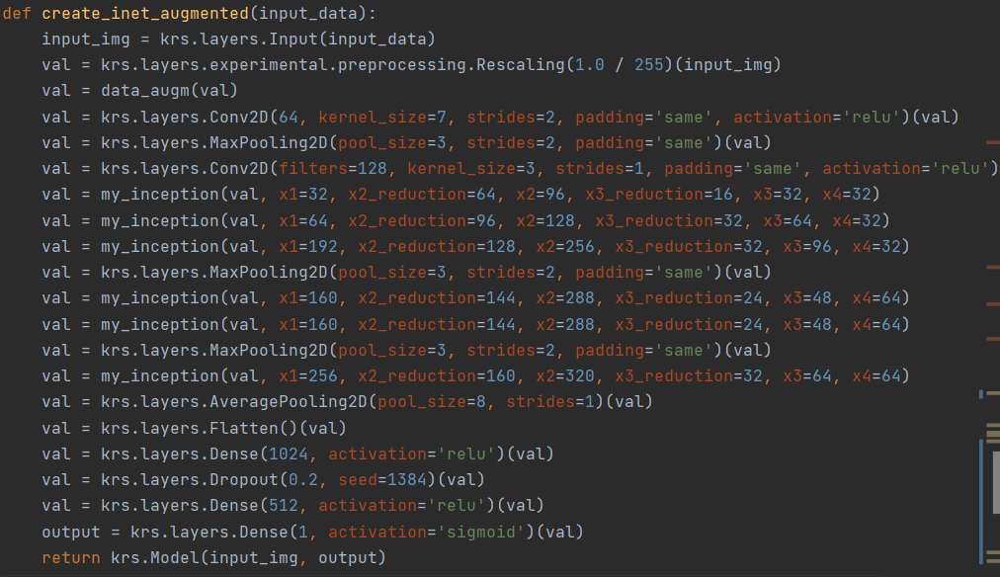 def create_inet_augmented(input_data):
    input_img = krs.layers.Input(input_data)
    val = krs.layers.experimental.preprocessing.Rescaling(1.0 / 255)(input_img)
    val = data_augm(val)
    val = krs.layers.Conv2D(64, kernel_size=7, strides=2, padding='same', activation='relu')(val)
    val = krs.layers.MaxPooling2D(pool_size=3, strides=2, padding='same')(val)
    val = krs.layers.Conv2D(filters=128, kernel_size=3, strides=1, padding='same', activation='relu')
    val = my_inception(val, x1=32, x2_reduction=64, x2=96, x3_reduction=16, x3=32, x4=32)
    val = my_inception(val, x1=64, x2_reduction=96, x2=128, x3_reduction=32, x3=64, x4=32)
    val = my_inception(val, x1=192, x2_reduction=128, x2=256, x3_reduction=32, x3=96, x4=32)
    val = krs.layers.MaxPooling2D(pool_size=3, strides=2, padding='same')(val)
    val = my_inception(val, x1=160, x2_reduction=144, x2=288, x3_reduction=24, x3=48, x4=64)
    val = my_inception(val, x1=160, x2_reduction=144, x2=288, x3_reduction=24, x3=48, x4=64)
    val = krs.layers.MaxPooling2D(pool_size=3, strides=2, padding='same')(val)
    val = my_inception(val, x1=256, x2_reduction=160, x2=320, x3_reduction=32, x3=64, x4=64)
    val = krs.layers.AveragePooling2D(pool_size=8, strides=1)(val)
    val = krs.layers.Flatten()(val)
    val = krs.layers.Dense(1024, activation='relu')(val)
    val = krs.layers.Dropout(0.2, seed=1384)(val)
    val = krs.layers.Dense(512, activation='relu')(val)
    output = krs.layers.Dense(1, activation='sigmoid')(val)
    return krs.Model(input_img, output)